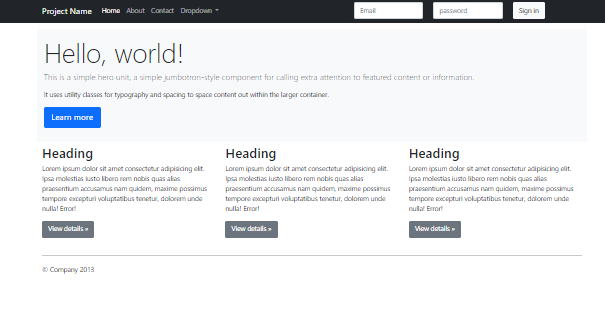 Project Name Home About Contact Dropdown Email password Sign in
Hello, world!
This is a simple hero unit, a simple jumbotron-style component for calling extra attention to featured content or information.
It uses utility classes for typography and spacing to space content out within the larger container.
Learn more
Heading
Lorem ipsum dolor sit amet consectetur adipisicing elit.
Ipsa molestias iusto libero rem nobis quas alias
praesentium accusamus nam quidem, maxime possimus
tempore excepturi voluptatibus tenetur, dolorem unde
nulla! Error!
View details »
Heading
Lorem ipsum dolor sit amet consectetur adipisicing elit.
Ipsa molestias iusto libero rem nobis quas alias
praesentium accusamus nam quidem, maxime possimus
tempore excepturi voluptatibus tenetur, dolorem unde
nulla! Error!
View details »
Heading
Lorem ipsum dolor sit amet consectetur adipisicing elit.
Ipsa molestias iusto libero rem nobis quas alias
praesentium accusamus nam quidem, maxime possimus
tempore excepturi voluptatibus tenetur, dolorem unde
nulla! Error!
View details »
© Company 2013